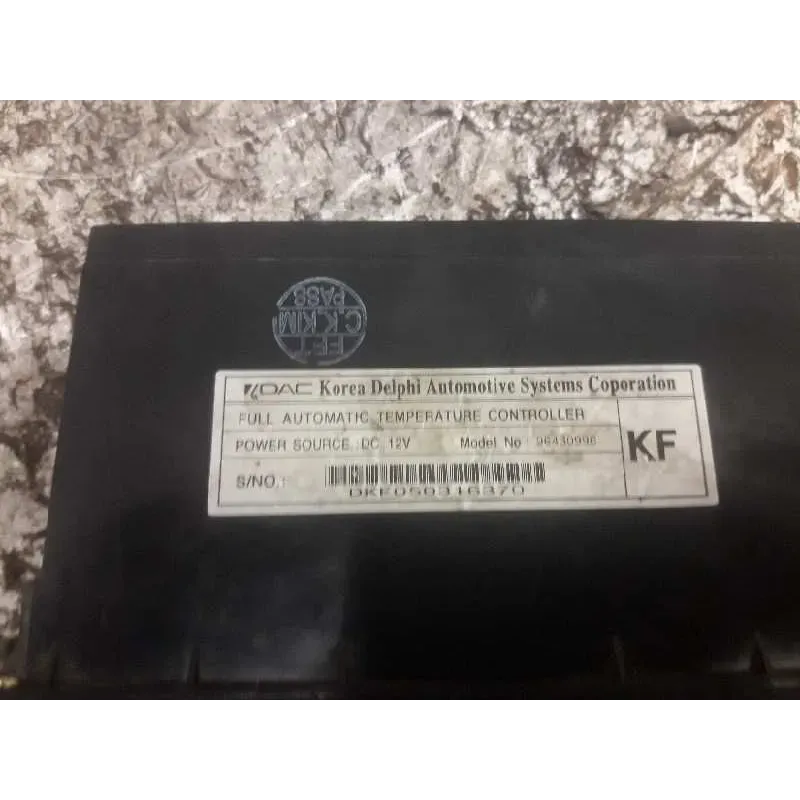 FFT
C.K.KIM
PASS
KDAC Korea Delphi Automotive Systems Coporation
FULL AUTOMATIC TEMPERATURE CONTROLLER
POWER SOURCE : DC 12V Model No : 96430996
KF
S/NO. :
DKF050316370